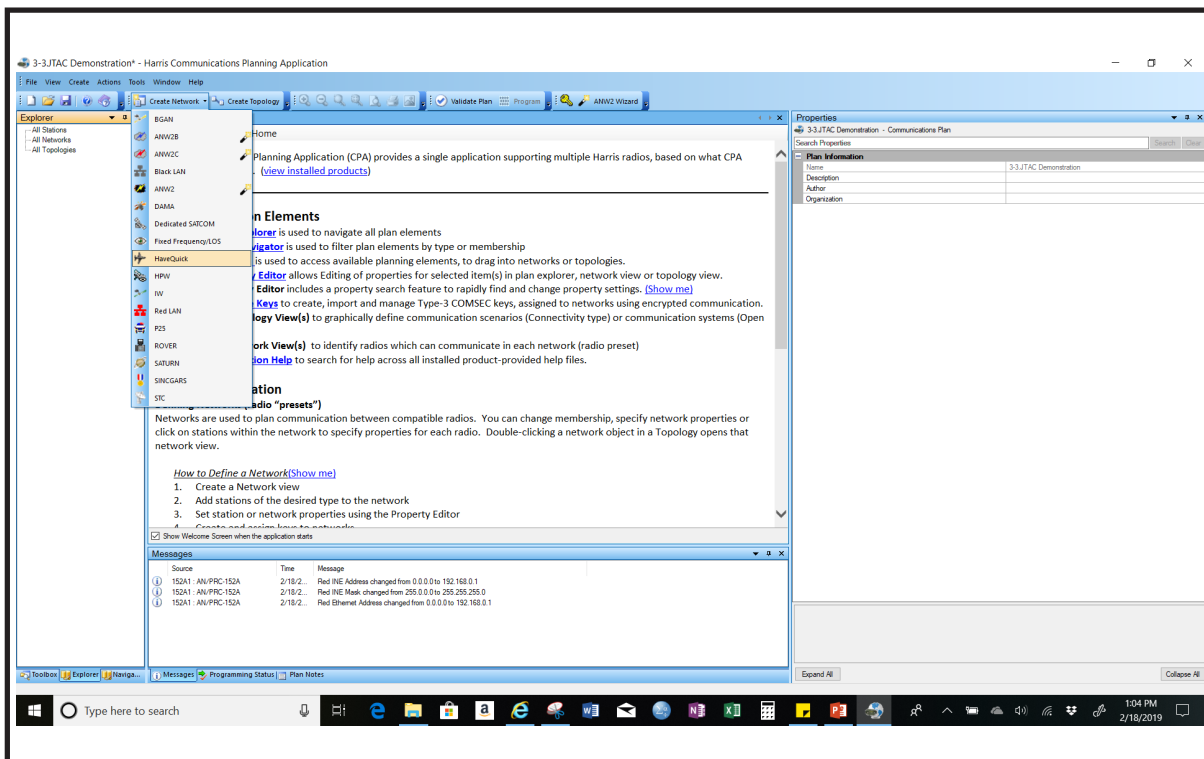 3-3.JTAC Demonstration* - Harris Communications Planning Application
File View Create Actions Tools Window Help
Create Network Create Topology Validate Plan Program ANW2 Wizard
Explorer
All Stations
All Networks
All Topologies
BGAN
ANW2B
ANW2C
Black LAN
ANW2
DAMA
Dedicated SATCOM
Fixed Frequency/LOS
HaveQuick
HPW
IW
Red LAN
P25
ROVER
SATURN
SINCGARS
STC
Home
Planning Application (CPA) provides a single application supporting multiple Harris radios, based on what CPA
. (view installed products)
n Elements
plorer is used to navigate all plan elements
vigator is used to filter plan elements by type or membership
is used to access available planning elements, to drag into networks or topologies.
y Editor allows Editing of properties for selected item(s) in plan explorer, network view or topology view.
Editor includes a property search feature to rapidly find and change property settings. (Show me)
Keys to create, import and manage Type-3 COMSEC keys, assigned to networks using encrypted communication.
logy View(s) to graphically define communication scenarios (Connectivity type) or communication systems (Open
ork View(s) to identify radios which can communicate in each network (radio preset)
ion Help to search for help across all installed product-provided help files.
ation
adio "presets")
Networks are used to plan communication between compatible radios. You can change membership, specify network properties or
click on stations within the network to specify properties for each radio. Double-clicking a network object in a Topology opens that
network view.
How to Define a Network(Show me)
1. Create a Network view
2. Add stations of the desired type to the network
3. Set station or network properties using the Property Editor
4. Create and assign keys to networks
Show Welcome Screen when the application starts
Messages
Source Time Message
152A1 : AN/PRC-152A 2/18/2... Red INE Address changed from 0.0.0.0 to 192.168.0.1
152A1 : AN/PRC-152A 2/18/2... Red INE Mask changed from 255.0.0.0 to 255.255.255.0
152A1 : AN/PRC-152A 2/18/2... Red Ethernet Address changed from 0.0.0.0 to 192.168.0.1
Toolbox Explorer Naviga... Messages Programming Status Plan Notes
Properties
3-3.JTAC Demonstration - Communications Plan
Search Properties Search Clear
Plan Information
Name 3-3.JTAC Demonstration
Description
Author
Organization
Expand All Collapse All
Type here to search
1:04 PM
2/18/2019